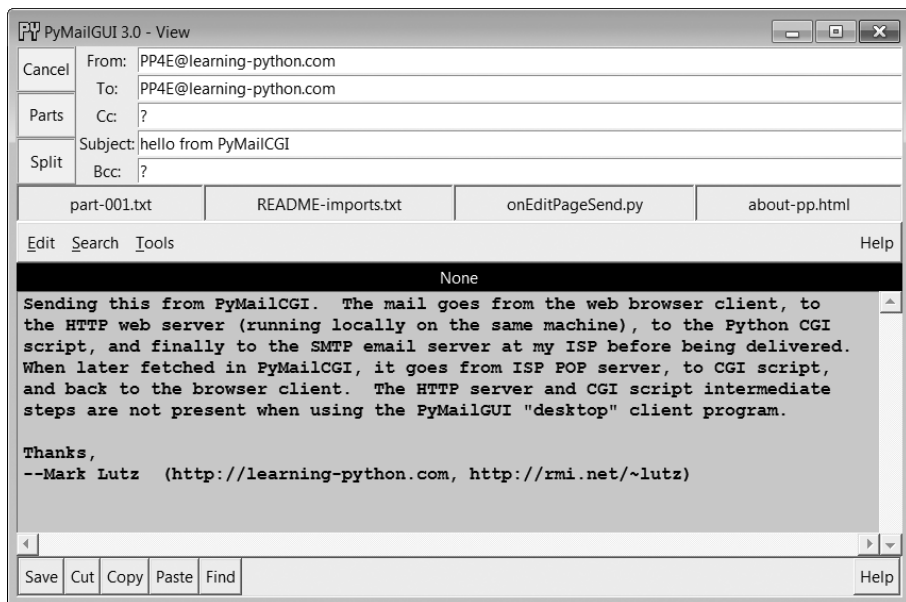 PY PyMailGUI 3.0 - View
Cancel
From: PP4E@learning-python.com
To: PP4E@learning-python.com
Parts
Cc: ?
Subject: hello from PyMailCGI
Split
Bcc: ?
part-001.txt README-imports.txt onEditPageSend.py about-pp.html
Edit Search Tools Help
None
Sending this from PyMailCGI.  The mail goes from the web browser client, to
the HTTP web server (running locally on the same machine), to the Python CGI
script, and finally to the SMTP email server at my ISP before being delivered.
When later fetched in PyMailCGI, it goes from ISP POP server, to CGI script,
and back to the browser client.  The HTTP server and CGI script intermediate
steps are not present when using the PyMailGUI "desktop" client program.
Thanks,
--Mark Lutz  (http://learning-python.com, http://rmi.net/~lutz)
Save Cut Copy Paste Find Help